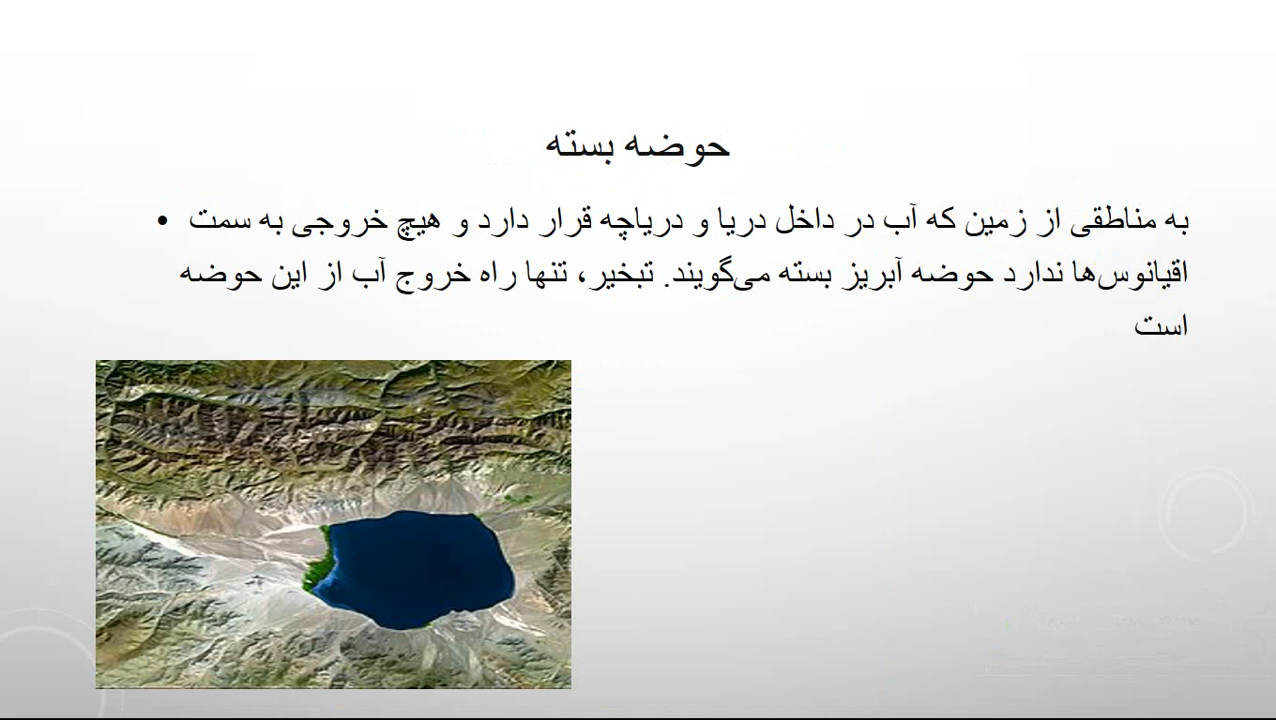 حوضه بسته
به مناطقی از زمین که آب در داخل دریا و دریاچه قرار دارد و هیچ خروجی به سمت •
اقیانوس‌ها ندارد حوضه آبریز بسته می‌گویند. تبخیر، تنها راه خروج آب از این حوضه
است